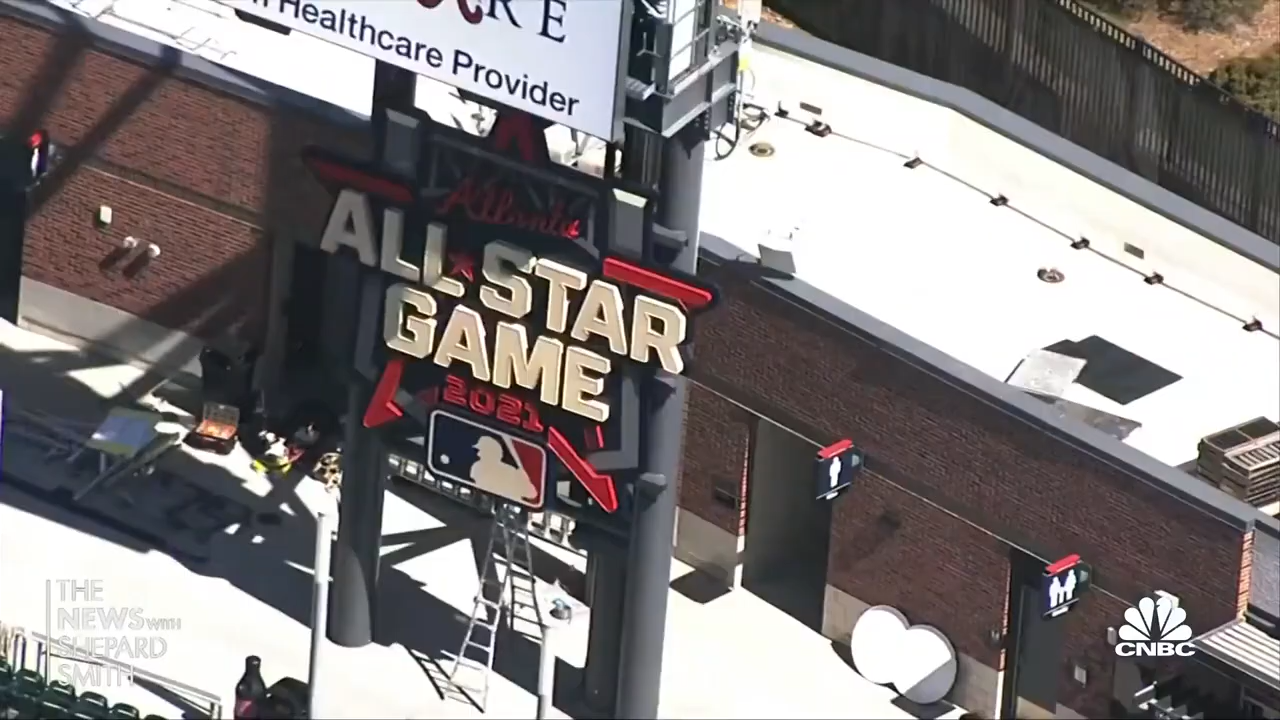 Healthcare Provider
Atlanta
ALL STAR
GAME
2021
THE
NEWS WITH
SHEPARD
SMITH
CNBC